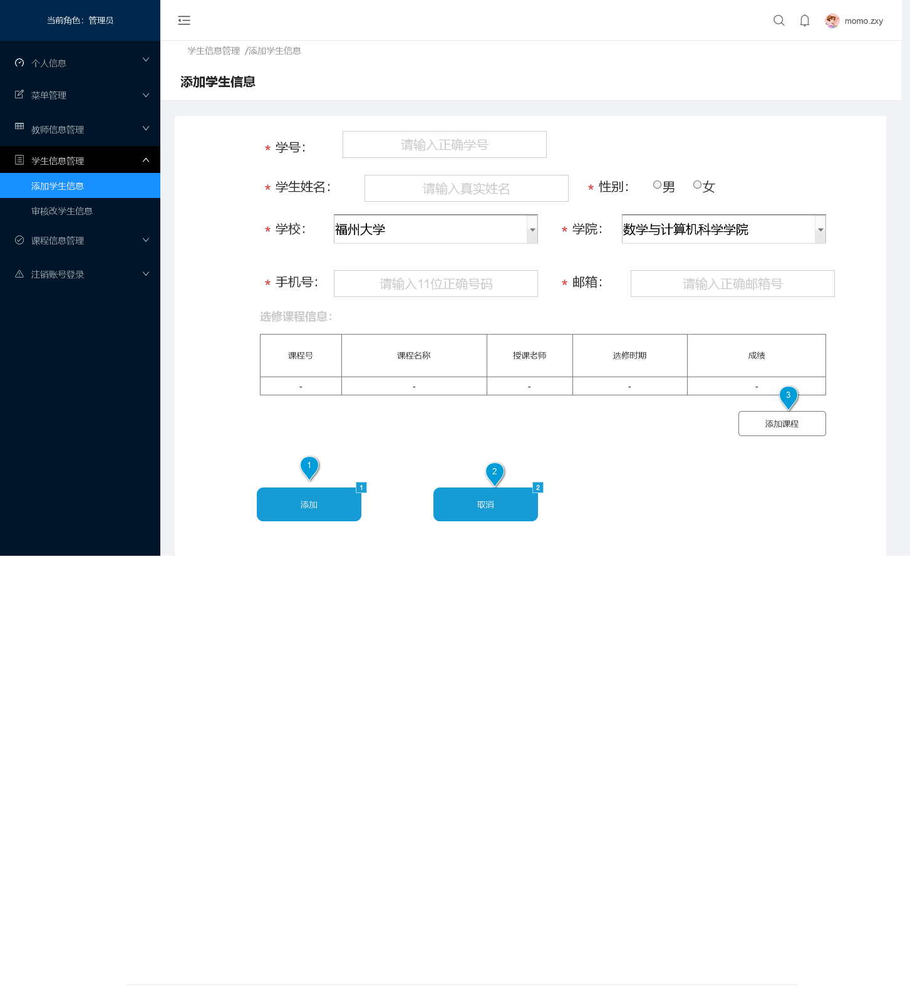 当前角色：管理员
momo.zxy
个人信息
菜单管理
教师信息管理
学生信息管理
添加学生信息
审核改学生信息
课程信息管理
注销账号登录
学生信息管理 /添加学生信息
添加学生信息
* 学号： 请输入正确学号
* 学生姓名： 请输入真实姓名 * 性别： 男 女
* 学校： 福州大学 * 学院： 数学与计算机科学学院
* 手机号： 请输入11位正确号码 * 邮箱： 请输入正确邮箱号
选修课程信息：
课程号 课程名称 授课老师 选修时期 成绩
- - - - -
3
添加课程
1 2
1 2
添加 取消